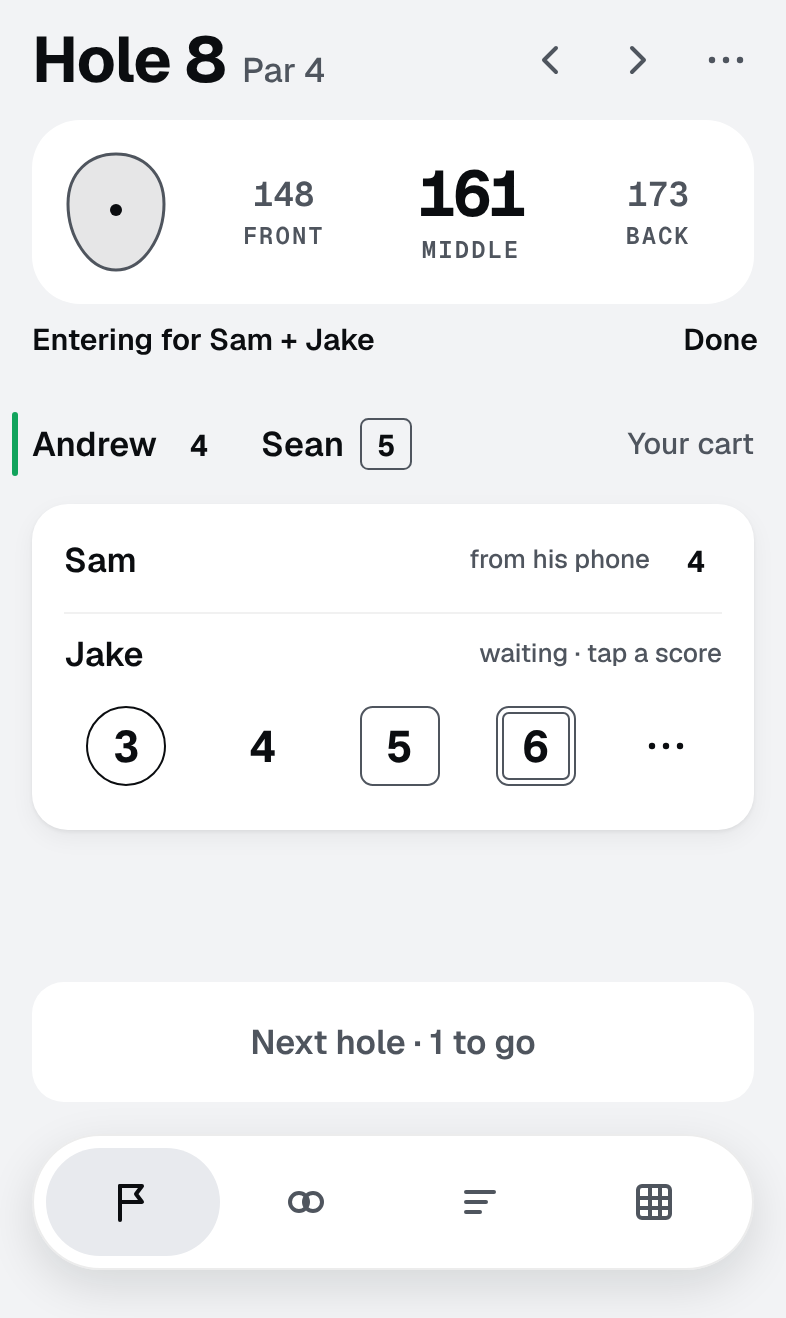 Hole 8 Par 4
148 161 173
FRONT MIDDLE BACK
Entering for Sam + Jake Done
Andrew 4 Sean 5 Your cart
Sam from his phone 4
Jake waiting · tap a score
3 4 5 6 ...
Next hole · 1 to go